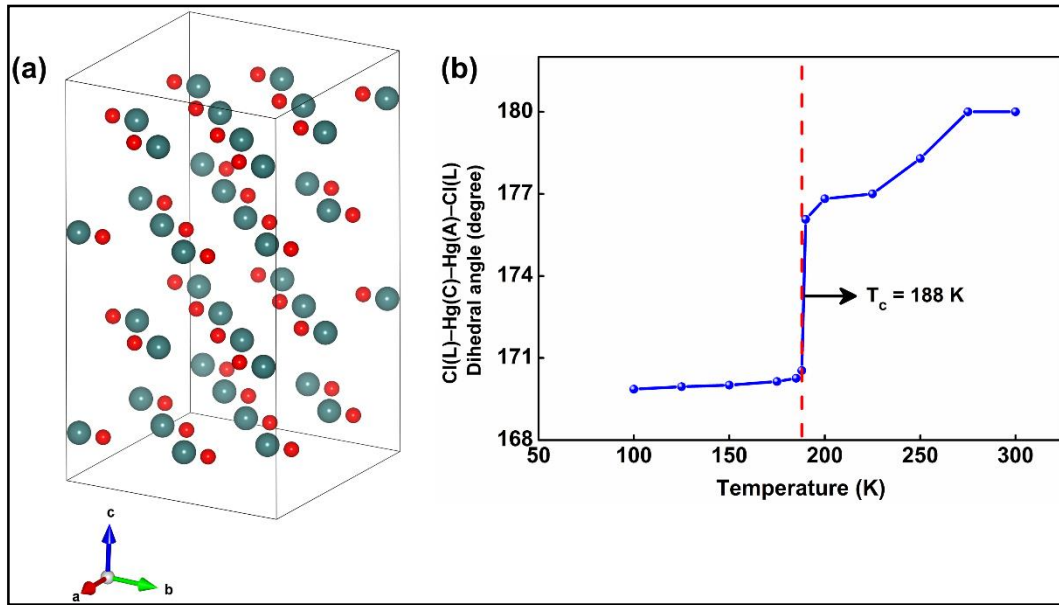 (a)
c
a
b
(b)
Cl(L)–Hg(C)–Hg(A)–Cl(L)
Dihedral angle (degree)
180
177
174
171
168
T_c = 188 K
50
100
150
200
250
300
Temperature (K)